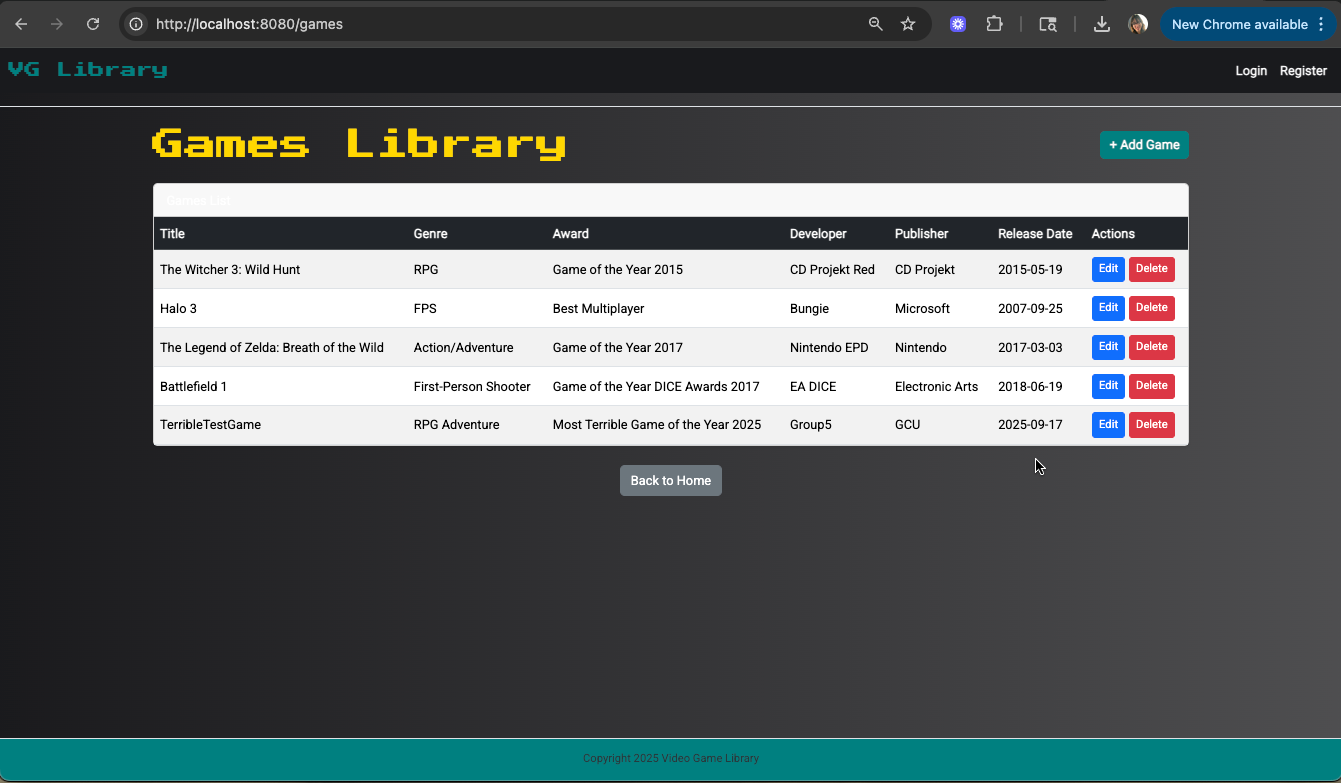 http://localhost:8080/games
New Chrome available
VG Library
Login Register
Games Library
+ Add Game
Games List
Title Genre Award Developer Publisher Release Date Actions
The Witcher 3: Wild Hunt RPG Game of the Year 2015 CD Projekt Red CD Projekt 2015-05-19 Edit Delete
Halo 3 FPS Best Multiplayer Bungie Microsoft 2007-09-25 Edit Delete
The Legend of Zelda: Breath of the Wild Action/Adventure Game of the Year 2017 Nintendo EPD Nintendo 2017-03-03 Edit Delete
Battlefield 1 First-Person Shooter Game of the Year DICE Awards 2017 EA DICE Electronic Arts 2018-06-19 Edit Delete
TerribleTestGame RPG Adventure Most Terrible Game of the Year 2025 Group5 GCU 2025-09-17 Edit Delete
Back to Home
Copyright 2025 Video Game Library